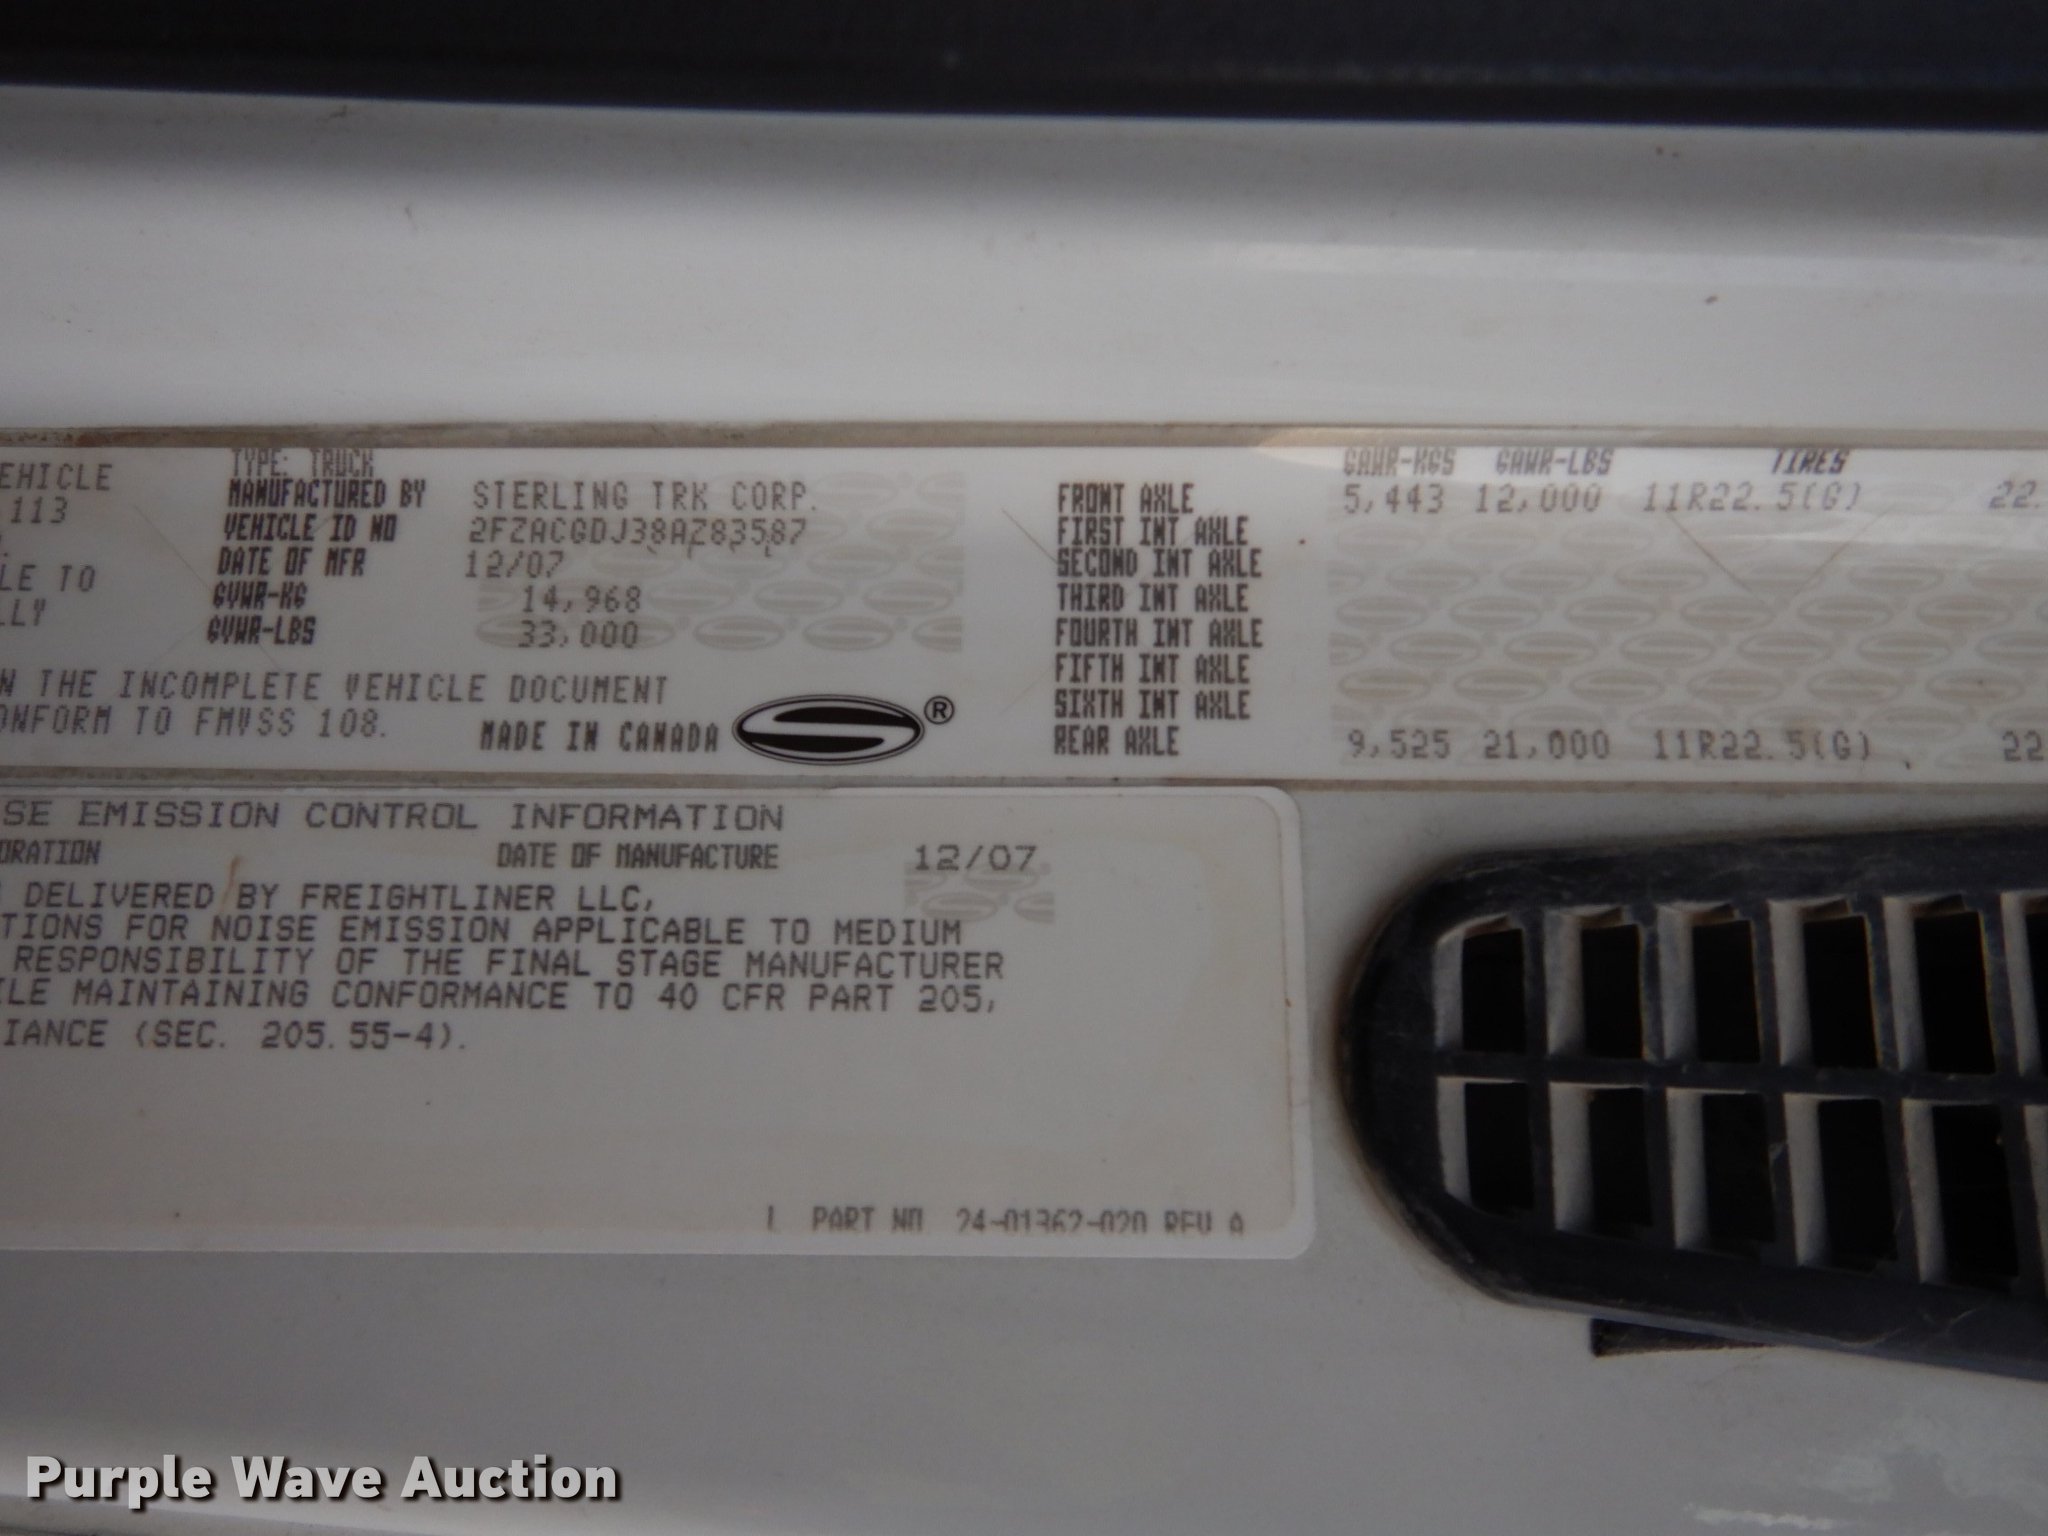 EHICLE
113
LE TO
LLY
N THE INCOMPLETE VEHICLE DOCUMENT
ONFORM TO FMVSS 108.
TYPE: TRUCK
MANUFACTURED BY STERLING TRK CORP.
VEHICLE ID NO 2FZACGDJ38AZ83587
DATE OF MFR 12/07
GVWR-KG 14,968
GVWR-LBS 33,000
MADE IN CANADA ®
GAWR-KGS GAWR-LBS TIRES
FRONT AXLE 5,443 12,000 11R22.5(G) 22.
FIRST INT AXLE
SECOND INT AXLE
THIRD INT AXLE
FOURTH INT AXLE
FIFTH INT AXLE
SIXTH INT AXLE
REAR AXLE 9,525 21,000 11R22.5(G) 22
SE EMISSION CONTROL INFORMATION
ORATION DATE OF MANUFACTURE 12/07
DELIVERED BY FREIGHTLINER LLC,
TIONS FOR NOISE EMISSION APPLICABLE TO MEDIUM
RESPONSIBILITY OF THE FINAL STAGE MANUFACTURER
ILE MAINTAINING CONFORMANCE TO 40 CFR PART 205,
IANCE (SEC. 205.55-4).
PART NO 24-01362-020 REV A
Purple Wave Auction